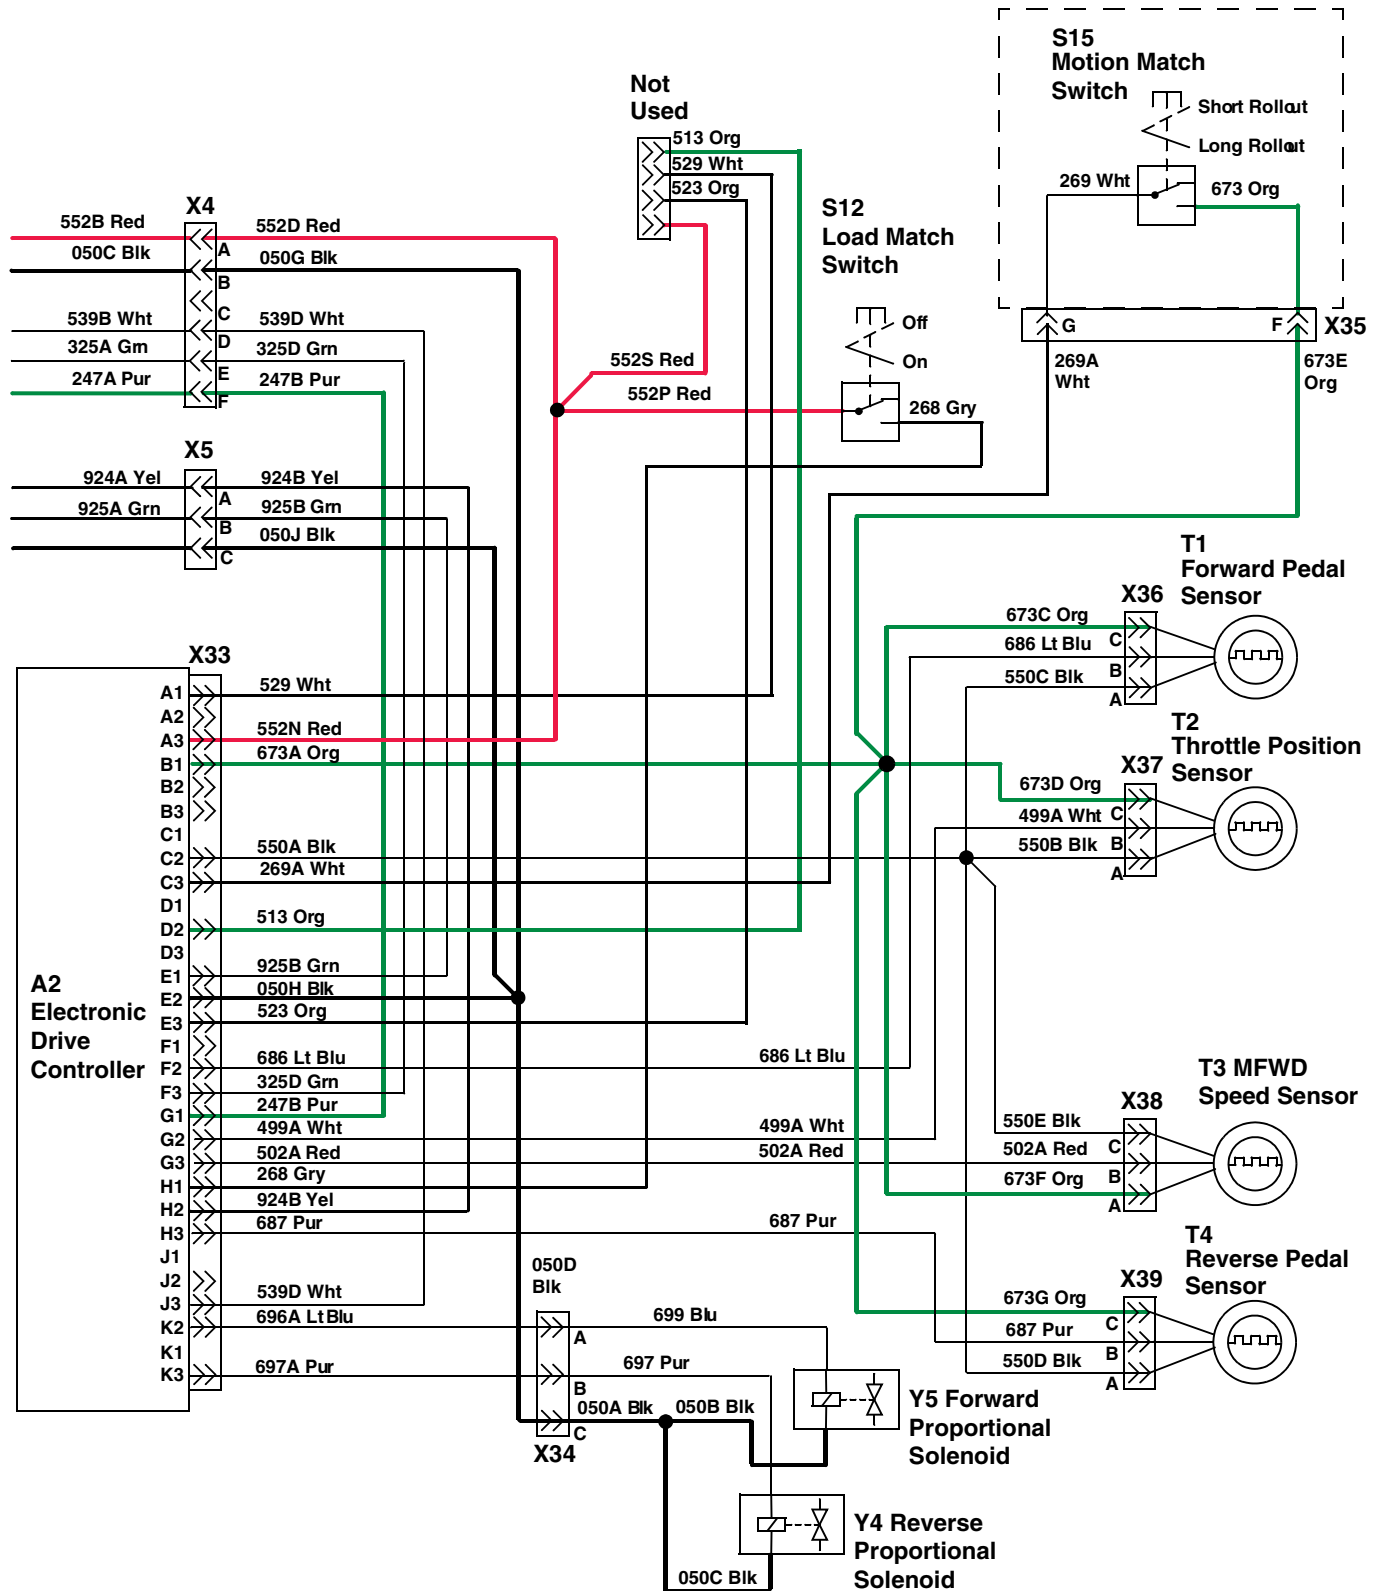 S15
Motion Match
Switch
Short Rollout
Long Rollout
269 Wht
673 Org
G
F
X35
269A
Wht
673E
Org
Not
Used
513 Org
529 Wht
523 Org
S12
Load Match
Switch
Off
On
552S Red
552P Red
268 Gry
X4
552B Red
552D Red
A
050C Blk
050G Blk
B
C
539B Wht
539D Wht
D
325A Grn
325D Grn
E
247A Pur
247B Pur
F
X5
924A Yel
924B Yel
A
925A Grn
925B Grn
B
050J Blk
C
T1
Forward Pedal
Sensor
X36
673C Org
C
686 Lt Blu
B
550C Blk
A
T2
Throttle Position
Sensor
X37
673D Org
C
499A Wht
B
550B Blk
A
X33
A1
529 Wht
A2
A3
552N Red
B1
673A Org
B2
B3
C1
C2
550A Blk
C3
269A Wht
D1
D2
513 Org
D3
E1
925B Grn
E2
050H Blk
E3
523 Org
F1
F2
686 Lt Blu
686 Lt Blu
F3
325D Grn
G1
247B Pur
G2
499A Wht
499A Wht
G3
502A Red
502A Red
H1
268 Gry
H2
924B Yel
H3
687 Pur
687 Pur
J1
J2
J3
539D Wht
K2
696A Lt Blu
K1
K3
697A Pur
A2
Electronic
Drive
Controller
T3 MFWD
Speed Sensor
X38
550E Blk
C
502A Red
B
673F Org
A
T4
Reverse Pedal
Sensor
X39
673G Org
C
687 Pur
B
550D Blk
A
050D
Blk
699 Blu
A
697 Pur
B
050A Blk
050B Blk
C
X34
Y5 Forward
Proportional
Solenoid
Y4 Reverse
Proportional
Solenoid
050C Blk